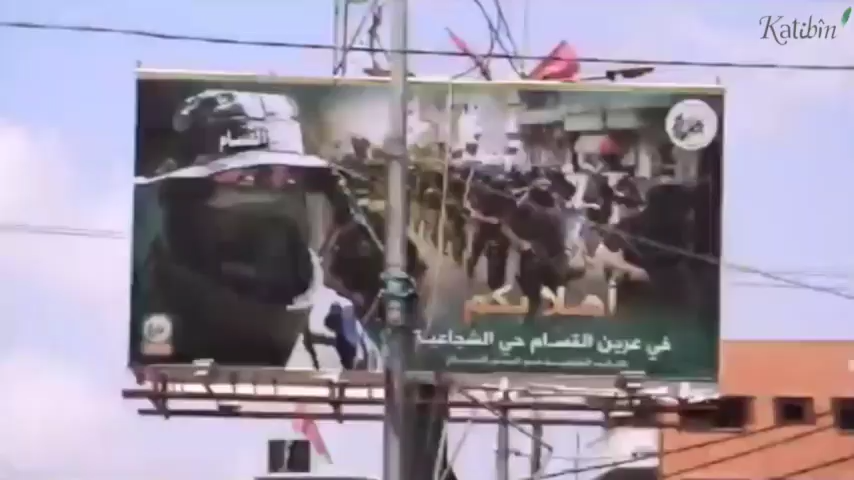 Katibîn
القسام
أهلا بكم
في عرين القسام حي الشجاعية